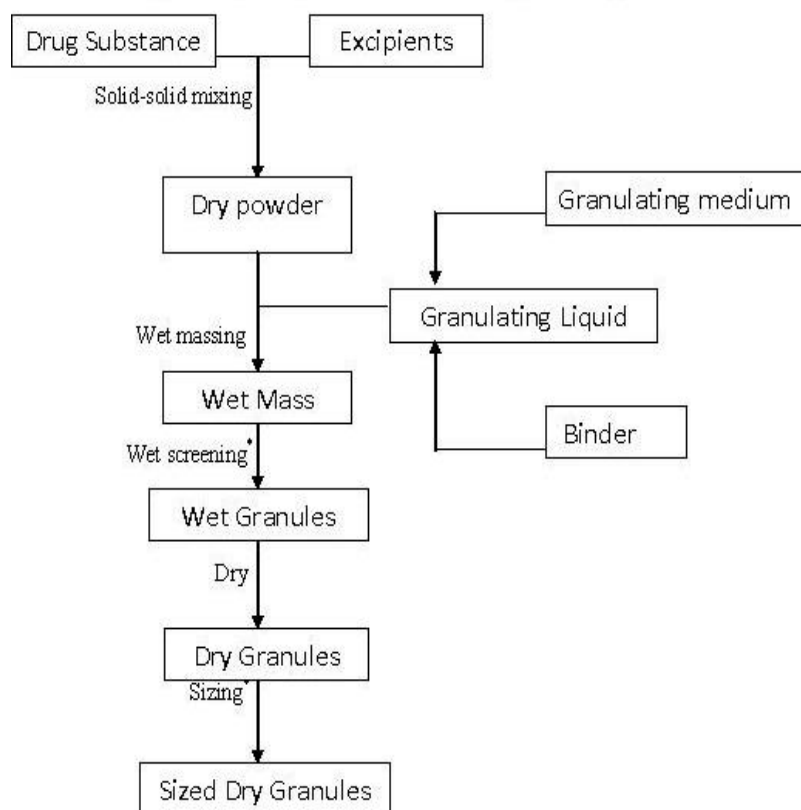 Drug Substance
Excipients
Solid-solid mixing
Dry powder
Granulating medium
Granulating Liquid
Wet massing
Wet Mass
Binder
Wet screening*
Wet Granules
Dry
Dry Granules
Sizing*
Sized Dry Granules